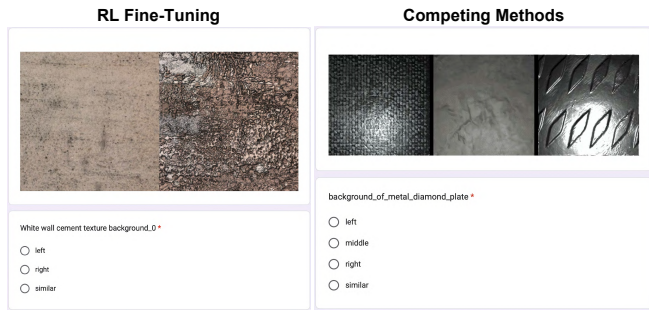 RL Fine-Tuning
White wall cement texture background_0 *
left
right
similar
Competing Methods
background_of_metal_diamond_plate *
left
middle
right
similar